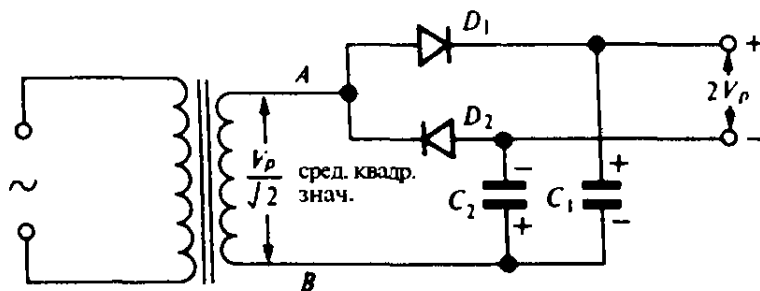 D₁
+
A
D₂
2Vₚ
Vₚ/√2 сред. квадр. знач.
−
−
+
C₂
C₁
+
−
B
~